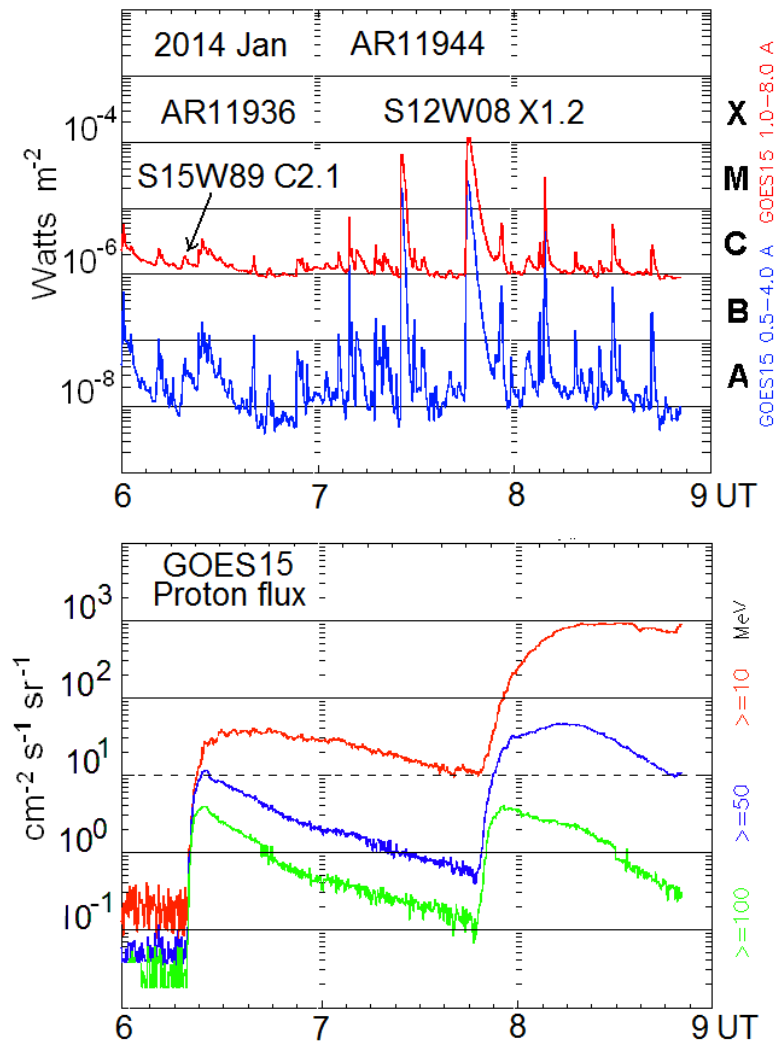 2014 Jan AR11944
AR11936 S12W08 X1.2
S15W89 C2.1
10⁻⁴
10⁻⁶
10⁻⁸
Watts m⁻²
X
M
C
B
A
GOES15 1.0-8.0 A
GOES15 0.5-4.0 A
6 7 8 9 UT
GOES15
Proton flux
10³
10²
10¹
10⁰
10⁻¹
cm⁻² s⁻¹ sr⁻¹
MeV
>=10
>=50
>=100
6 7 8 9 UT